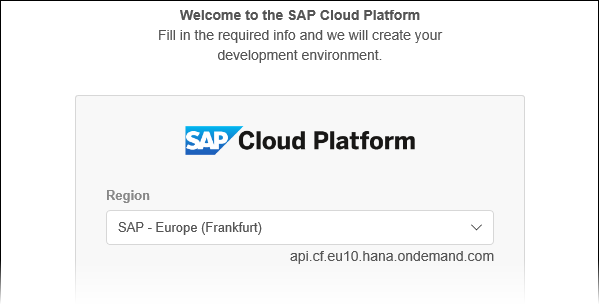 Welcome to the SAP Cloud Platform
Fill in the required info and we will create your
development environment.
SAP Cloud Platform
Region
SAP - Europe (Frankfurt)
api.cf.eu10.hana.ondemand.com